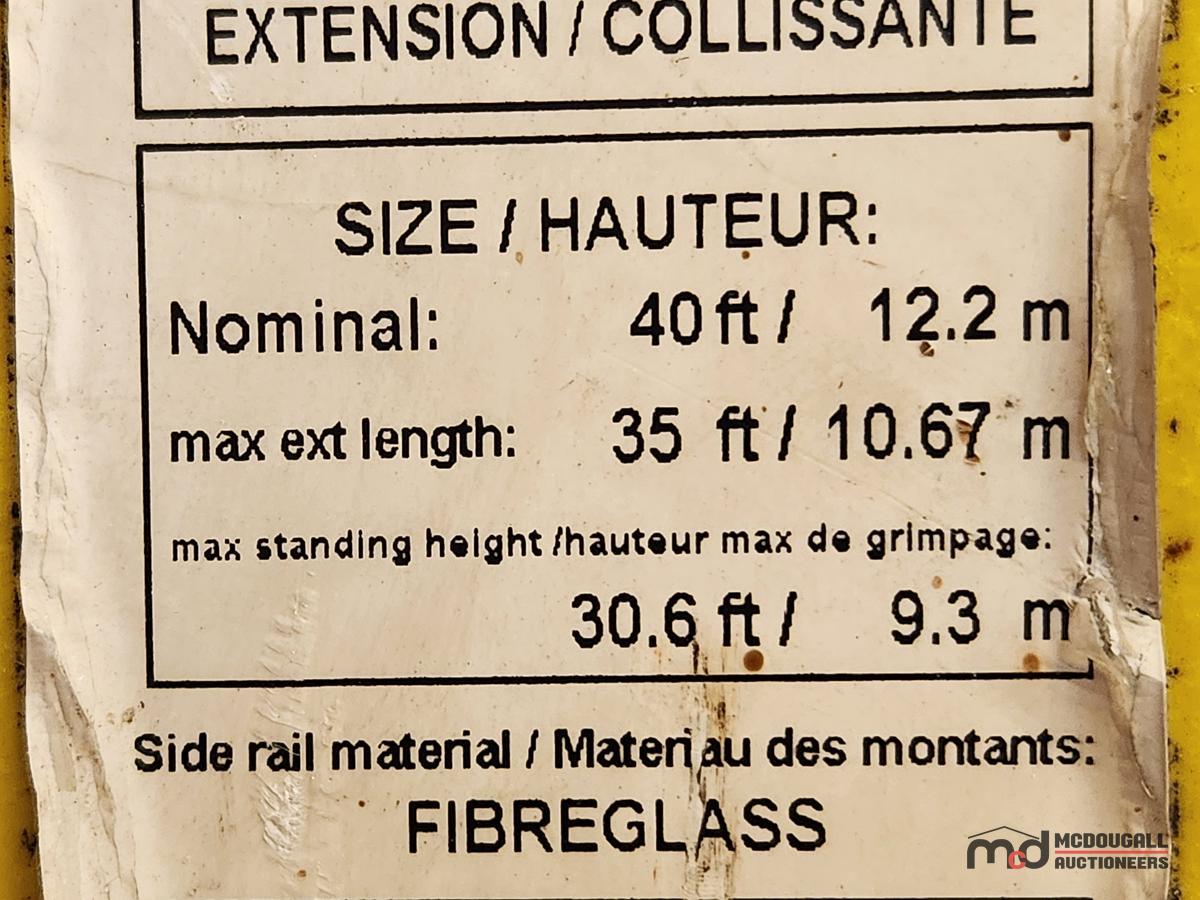 EXTENSION / COLLISSANTE
SIZE / HAUTEUR:
Nominal: 40 ft / 12.2 m
max ext length: 35 ft / 10.67 m
max standing height /hauteur max de grimpage:
30.6 ft / 9.3 m
Side rail material / Materiau des montants:
FIBREGLASS
mcd MCDOUGALL
AUCTIONEERS